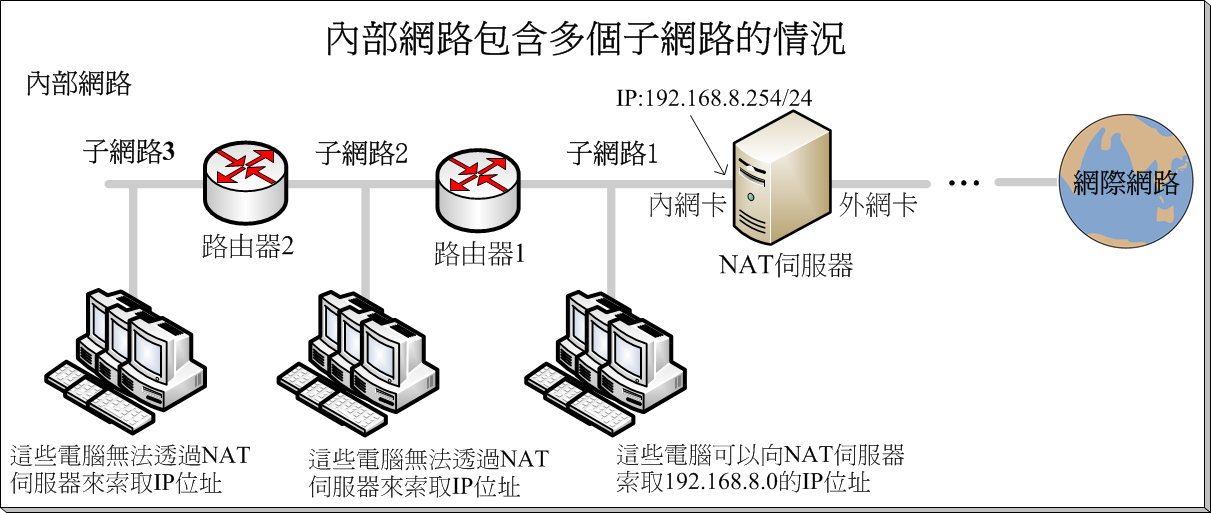 內部網路包含多個子網路的情況
內部網路
IP:192.168.8.254/24
子網路3
子網路2
子網路1
內網卡
外網卡
...
網際網路
路由器2
路由器1
NAT伺服器
這些電腦無法透過NAT
伺服器來索取IP位址
這些電腦無法透過NAT
伺服器來索取IP位址
這些電腦可以向NAT伺服器
索取192.168.8.0的IP位址